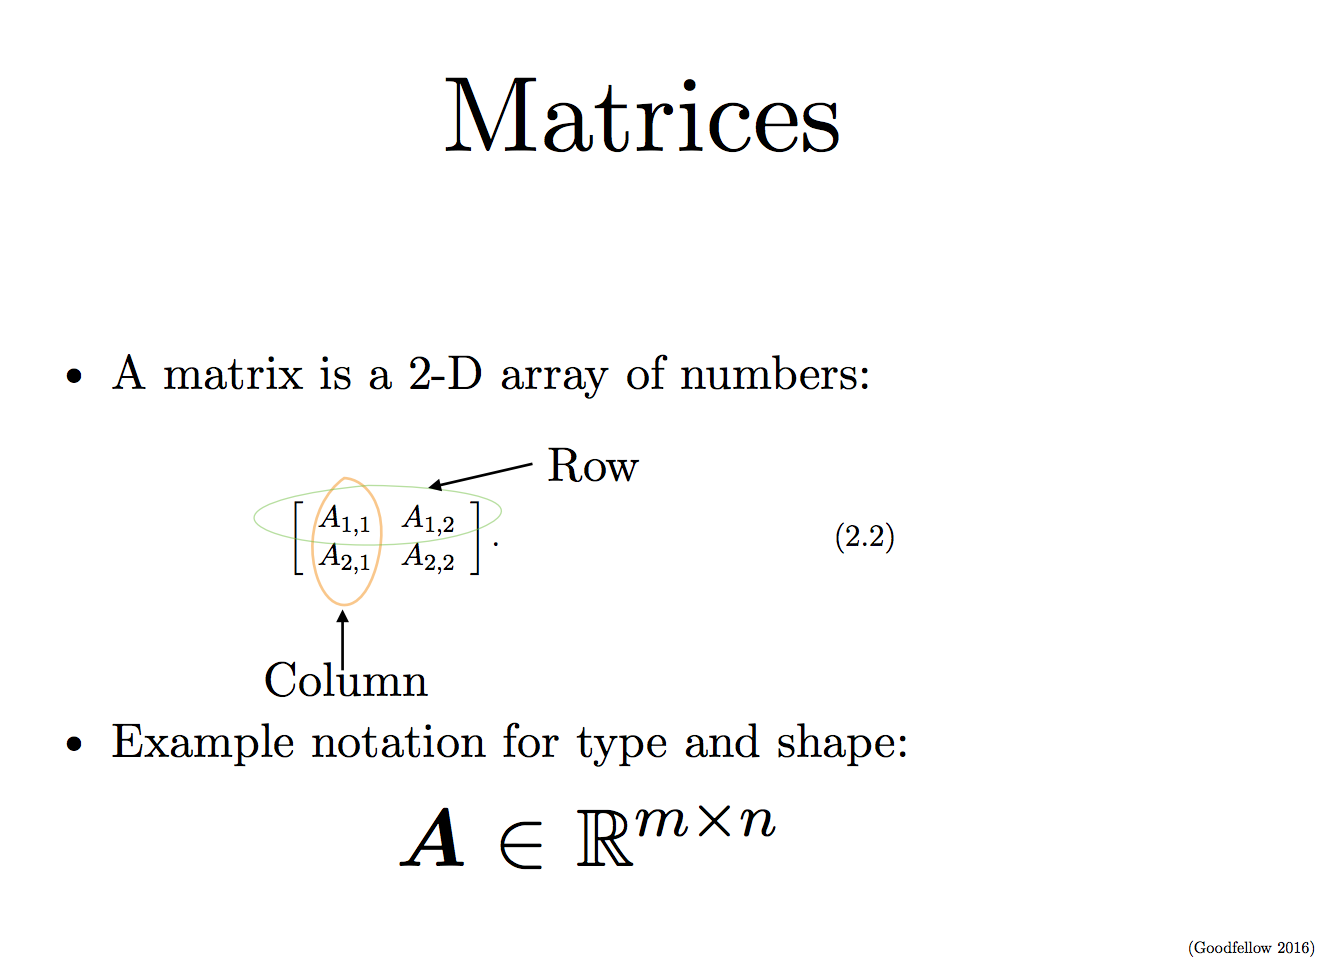 Matrices
• A matrix is a 2-D array of numbers:
Row
[ A1,1 A1,2
A2,1 A2,2 ] . (2.2)
Column
• Example notation for type and shape:
A ∈ ℝ^{m×n}
(Goodfellow 2016)